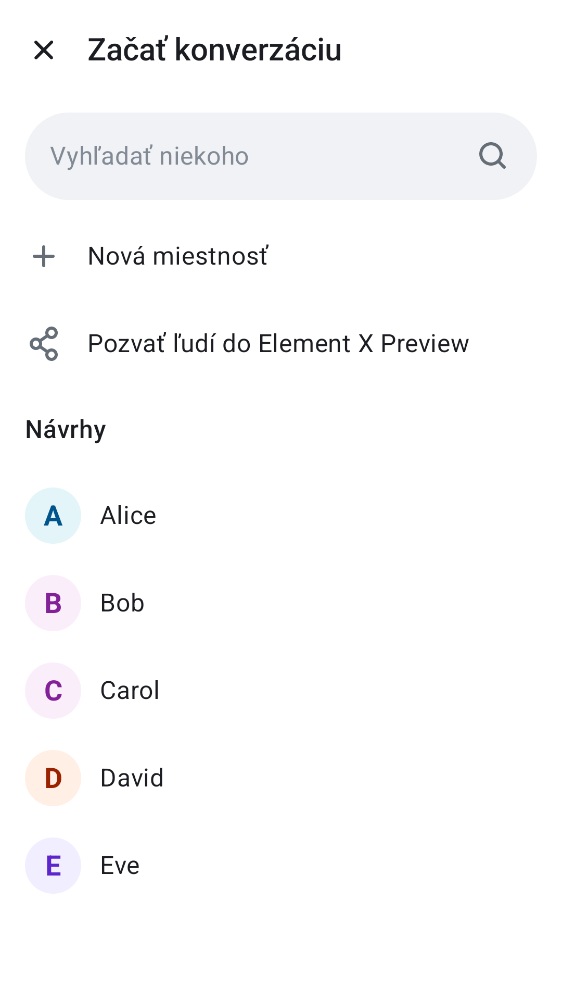 Začať konverzáciu
Vyhľadať niekoho
Nová miestnosť
Pozvať ľudí do Element X Preview
Návrhy
A Alice
B Bob
C Carol
D David
E Eve